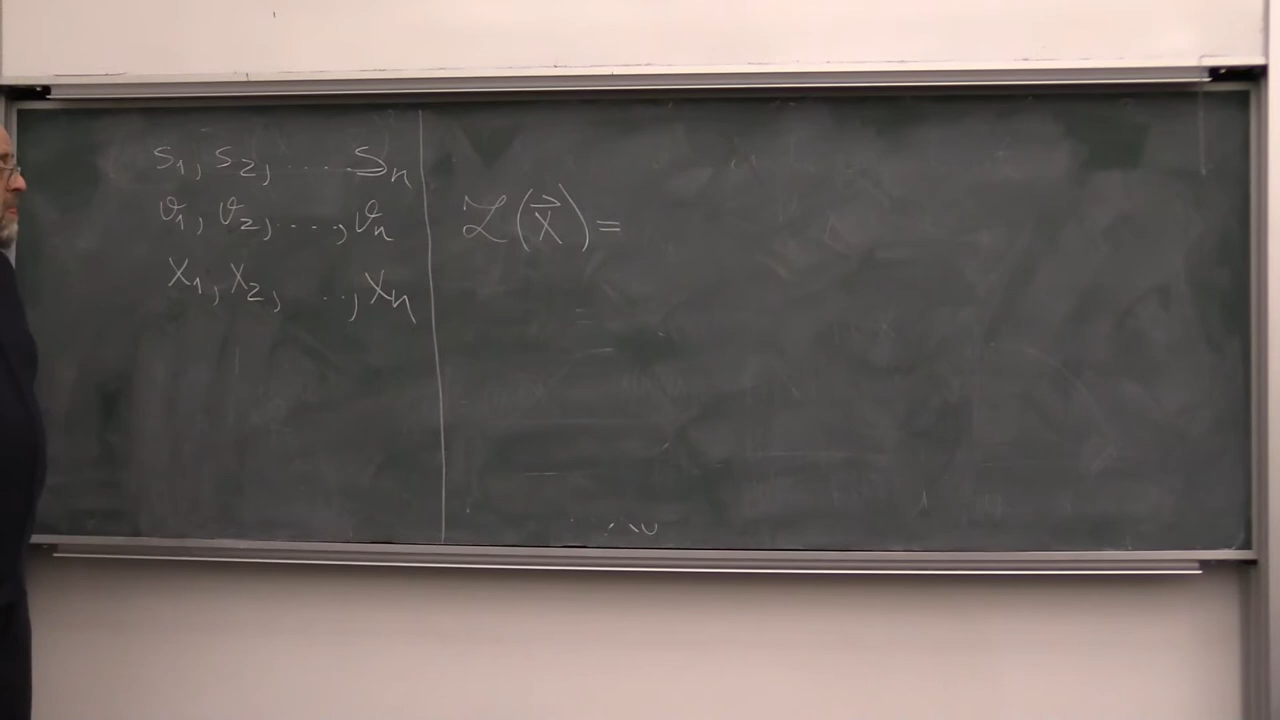 s₁, s₂, ..... sₙ
ϑ₁, ϑ₂, ...., ϑₙ
x₁, x₂, .., xₙ
ℒ(x⃗) =